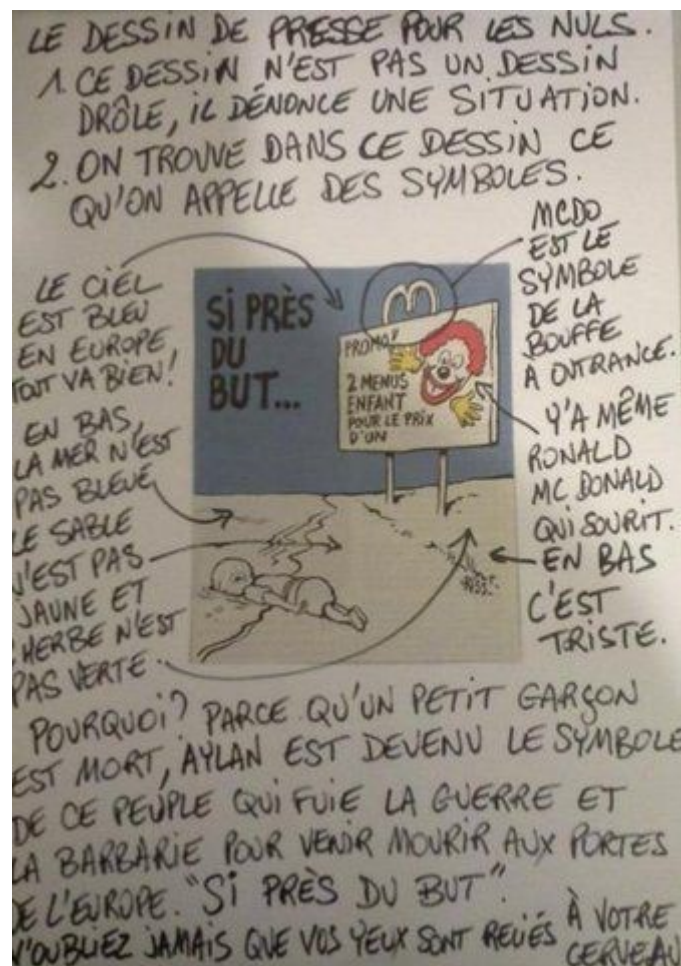 LE DESSIN DE PRESSE POUR LES NULS.
1. CE DESSIN N'EST PAS UN DESSIN
DRÔLE, IL DÉNONCE UNE SITUATION.
2. ON TROUVE DANS CE DESSIN CE
QU'ON APPELLE DES SYMBOLES.
LE CIEL
EST BLEU
EN EUROPE
TOUT VA BIEN!
EN BAS,
LA MER N'EST
PAS BLEUE
LE SABLE
N'EST PAS
JAUNE ET
L'HERBE N'EST
PAS VERTE.
SI PRÈS
DU
BUT...
PROMO!
2 MENUS
ENFANT
POUR LE PRIX
D'UN
MCDO
EST LE
SYMBOLE
DE LA
BOUFFE
À OUTRANCE.
Y'A MÊME
RONALD
MC DONALD
QUI SOURIT.
EN BAS
C'EST
TRISTE.
POURQUOI? PARCE QU'UN PETIT GARÇON
EST MORT, AYLAN EST DEVENU LE SYMBOLE
DE CE PEUPLE QUI FUIE LA GUERRE ET
LA BARBARIE POUR VENIR MOURIR AUX PORTES
DE L'EUROPE. "SI PRÈS DU BUT".
N'OUBLIEZ JAMAIS QUE VOS YEUX SONT RELIÉS À VOTRE
CERVEAU